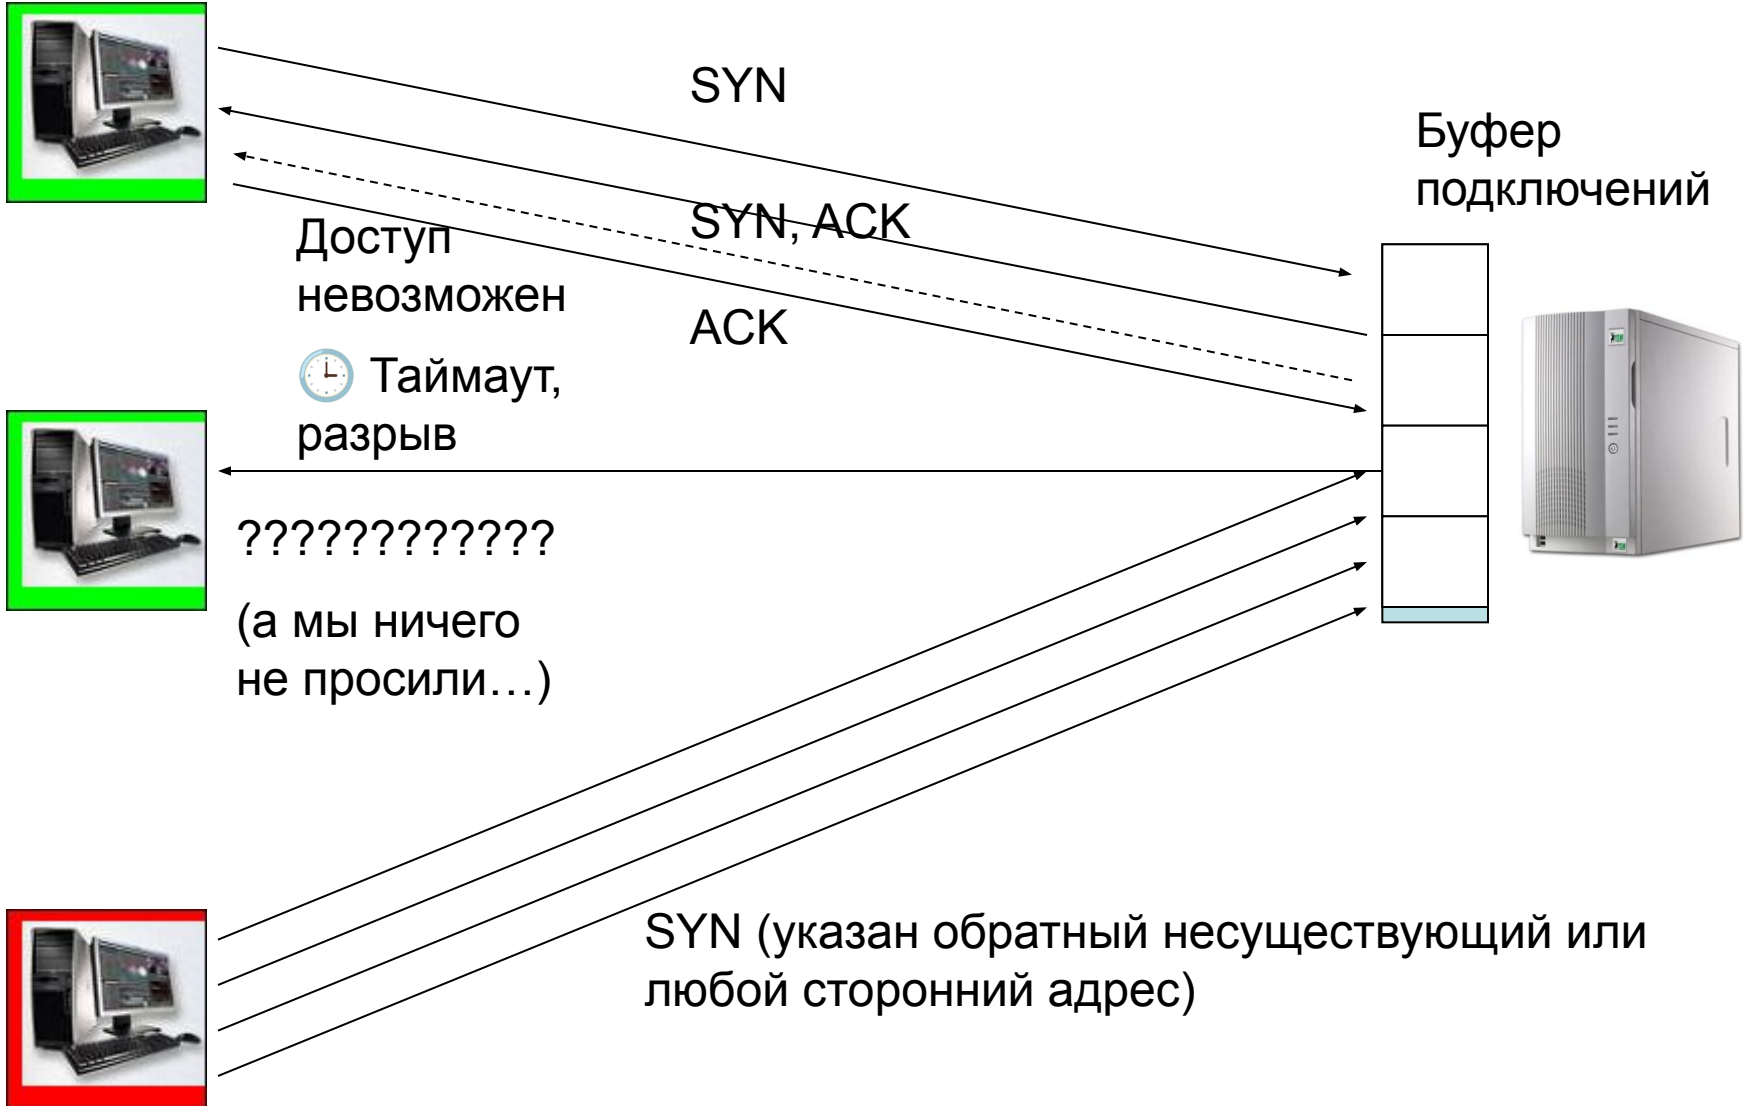 SYN
Буфер
подключений
SYN, ACK
Доступ
невозможен
ACK
Таймаут,
разрыв
????????????
(а мы ничего
не просили…)
SYN (указан обратный несуществующий или
любой сторонний адрес)